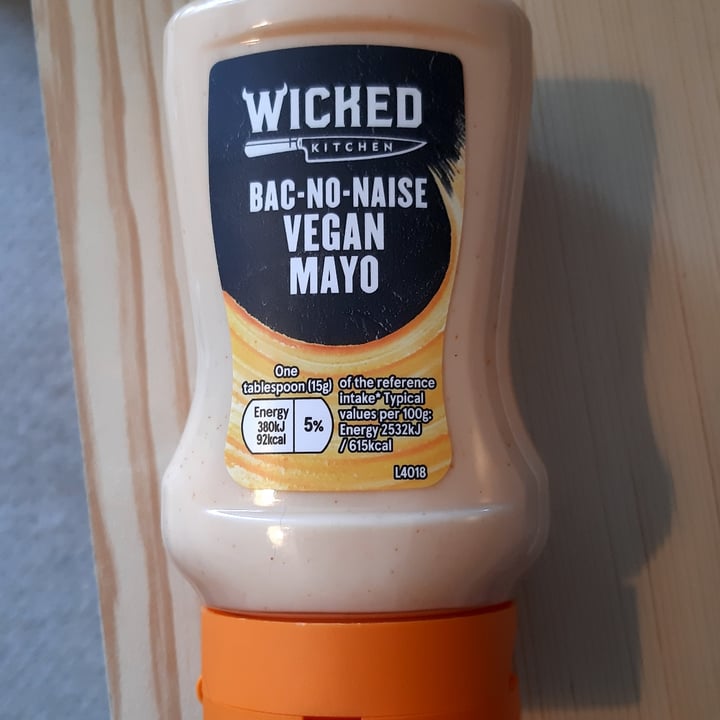 WICKED
KITCHEN
BAC-NO-NAISE
VEGAN
MAYO
One
tablespoon (15g)
Energy
380kJ
92kcal
5%
of the reference
intake* Typical
values per 100g:
Energy 2532kJ
/ 615kcal
L4018